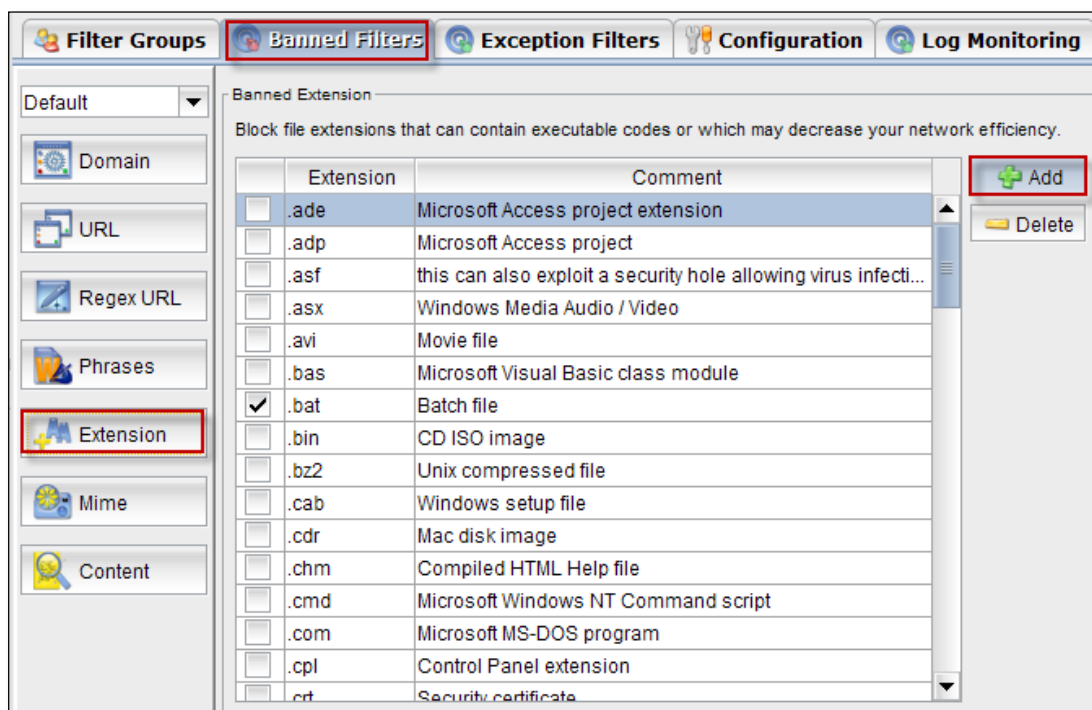 Filter Groups Banned Filters Exception Filters Configuration Log Monitoring
Default
Domain
URL
Regex URL
Phrases
Extension
Mime
Content
Banned Extension
Block file extensions that can contain executable codes or which may decrease your network efficiency.
Extension Comment
.ade Microsoft Access project extension
.adp Microsoft Access project
.asf this can also exploit a security hole allowing virus infecti...
.asx Windows Media Audio / Video
.avi Movie file
.bas Microsoft Visual Basic class module
.bat Batch file
.bin CD ISO image
.bz2 Unix compressed file
.cab Windows setup file
.cdr Mac disk image
.chm Compiled HTML Help file
.cmd Microsoft Windows NT Command script
.com Microsoft MS-DOS program
.cpl Control Panel extension
.crt Security certificate
Add
Delete